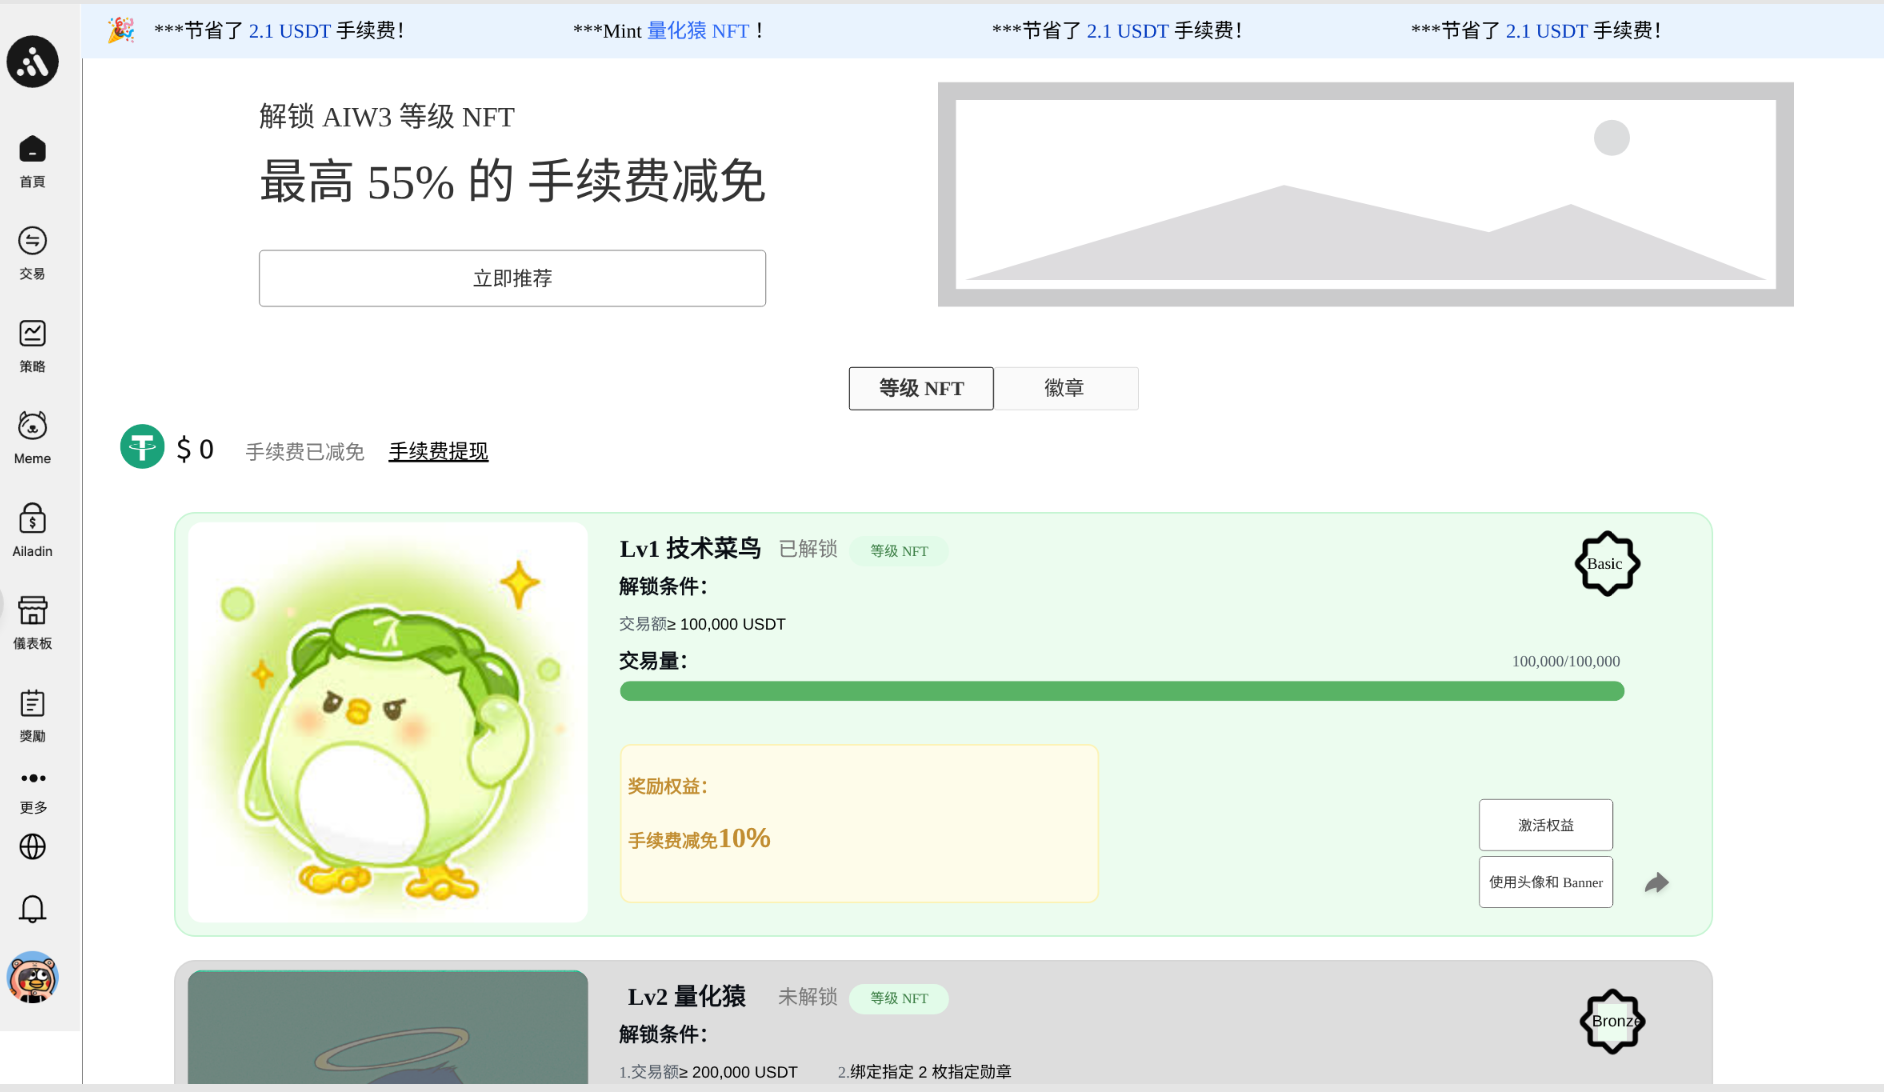 ***节省了 2.1 USDT 手续费！
***Mint 量化猿 NFT ！
***节省了 2.1 USDT 手续费！
***节省了 2.1 USDT 手续费！
首頁
交易
策略
Meme
Ailadin
儀表板
獎勵
更多
解锁 AIW3 等级 NFT
最高 55% 的 手续费减免
立即推荐
等级 NFT
徽章
$ 0 手续费已减免 手续费提现
Lv1 技术菜鸟 已解锁 等级 NFT
Basic
解锁条件：
交易额≥ 100,000 USDT
交易量：
100,000/100,000
奖励权益：
手续费减免10%
激活权益
使用头像和 Banner
Lv2 量化猿 未解锁 等级 NFT
Bronze
解锁条件：
1.交易额≥ 200,000 USDT 2.绑定指定 2 枚指定勋章